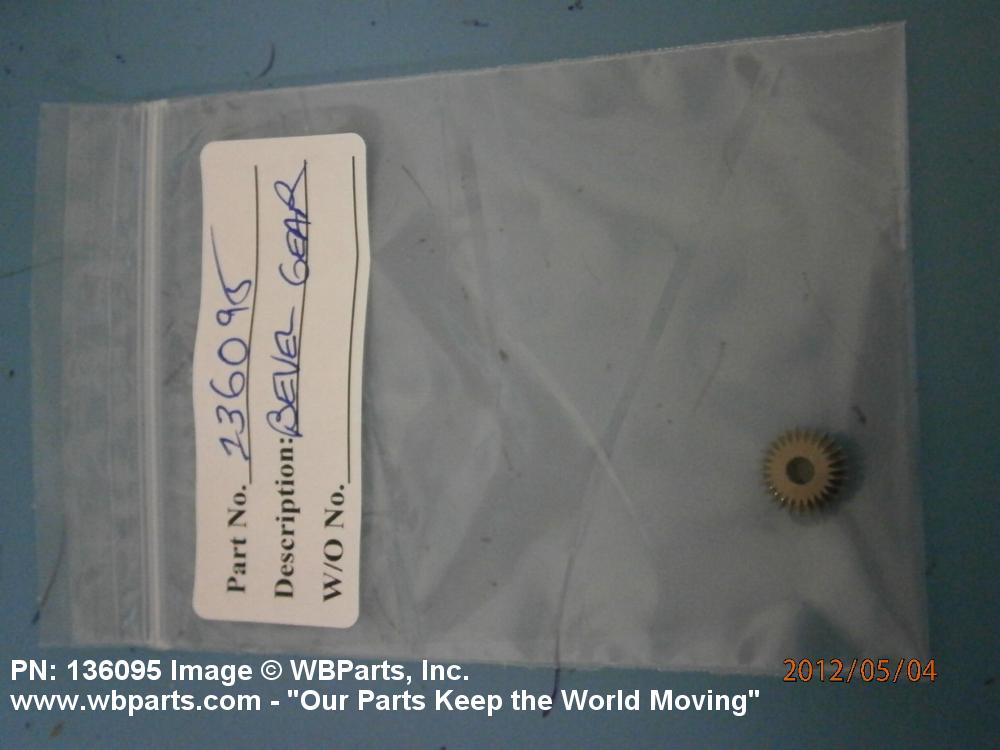 Part No. 136095
Description: BEVEL GEAR
W/O No.
2012/05/04
PN: 136095 Image © WBParts, Inc.
www.wbparts.com - "Our Parts Keep the World Moving"